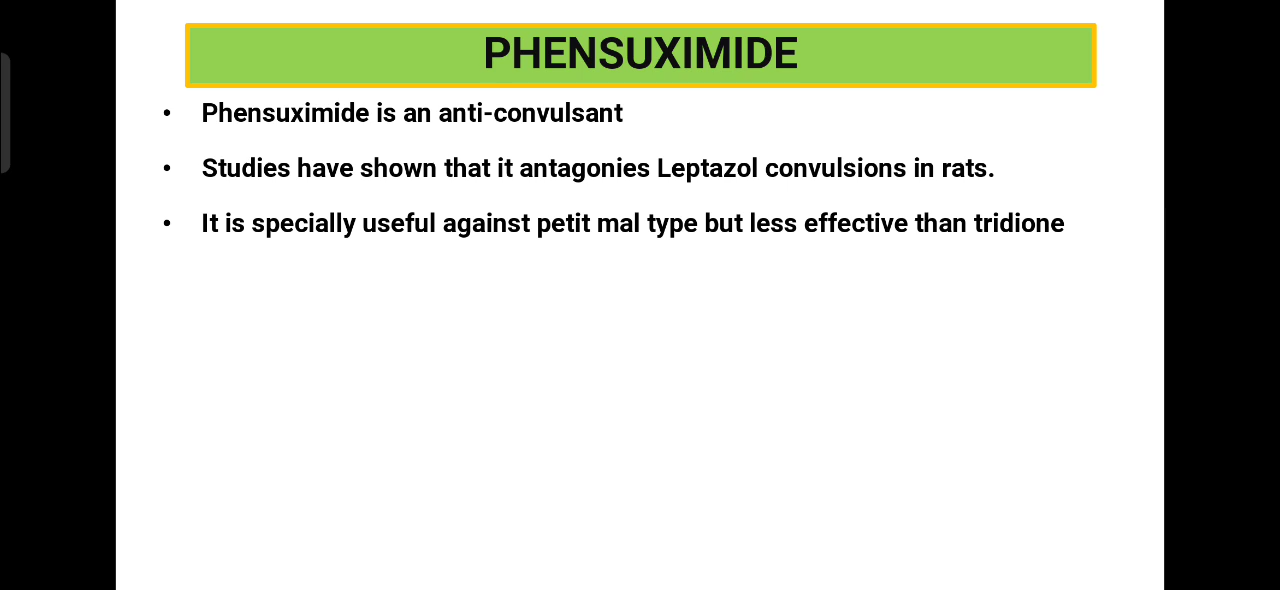 PHENSUXIMIDE
• Phensuximide is an anti-convulsant
• Studies have shown that it antagonies Leptazol convulsions in rats.
• It is specially useful against petit mal type but less effective than tridione